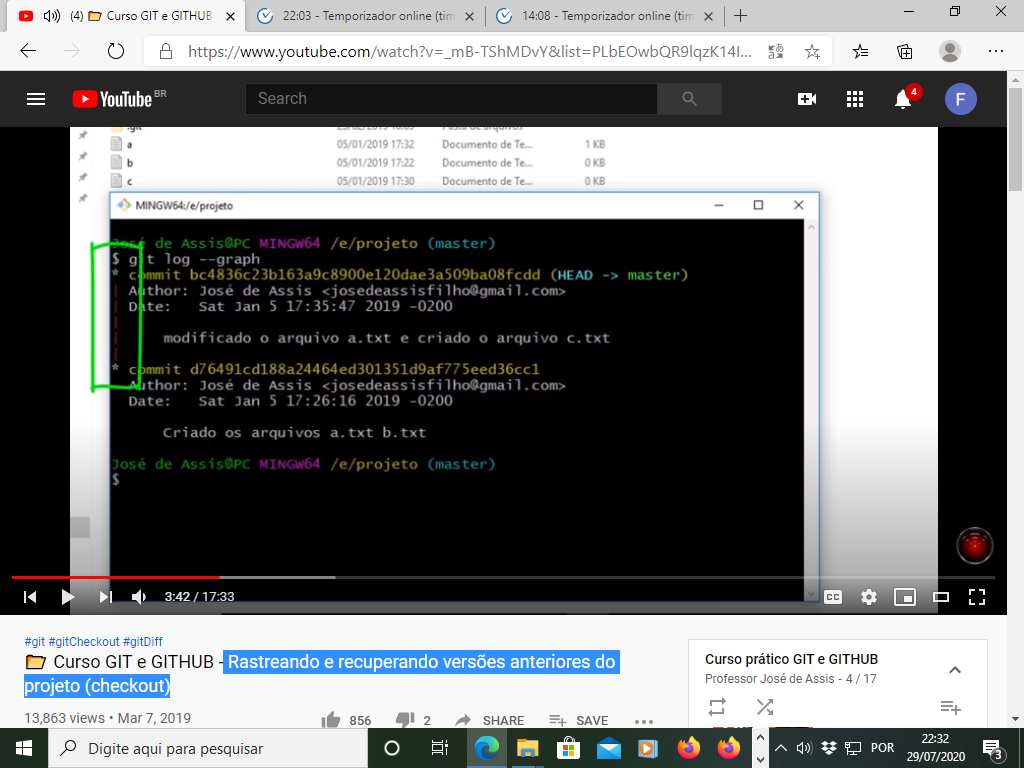 (4) Curso GIT e GITHUB
22:03 - Temporizador online (tim
14:08 - Temporizador online (tim
https://www.youtube.com/watch?v=_mB-TShMDvY&list=PLbEOwbQR9lqzK14I...
YouTube BR
Search
4
F
.git
a 05/01/2019 17:32 Documento de Te... 1 KB
b 05/01/2019 17:22 Documento de Te... 0 KB
c 05/01/2019 17:30 Documento de Te... 0 KB
MINGW64:/e/projeto
José de Assis@PC MINGW64 /e/projeto (master)
$ git log --graph
* commit bc4836c23b163a9c8900e120dae3a509ba08fcdd (HEAD -> master)
| Author: José de Assis <josedeassisfilho@gmail.com>
| Date: Sat Jan 5 17:35:47 2019 -0200
|
| modificado o arquivo a.txt e criado o arquivo c.txt
|
* commit d76491cd188a24464ed301351d9af775eed36cc1
Author: José de Assis <josedeassisfilho@gmail.com>
Date: Sat Jan 5 17:26:16 2019 -0200
Criado os arquivos a.txt b.txt
José de Assis@PC MINGW64 /e/projeto (master)
$
3:42 / 17:33
CC
#git #gitCheckout #gitDiff
Curso GIT e GITHUB - Rastreando e recuperando versões anteriores do
projeto (checkout)
13,863 views • Mar 7, 2019
856 2 SHARE SAVE
Curso prático GIT e GITHUB
Professor José de Assis - 4 / 17
Digite aqui para pesquisar
POR
22:32
29/07/2020
3